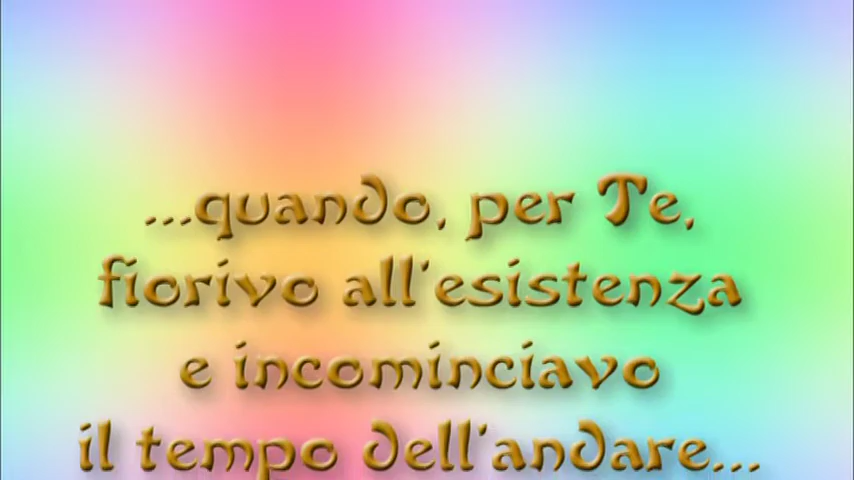 ...quando, per Te,
fiorivo all'esistenza
e incominciavo
il tempo dell'andare...